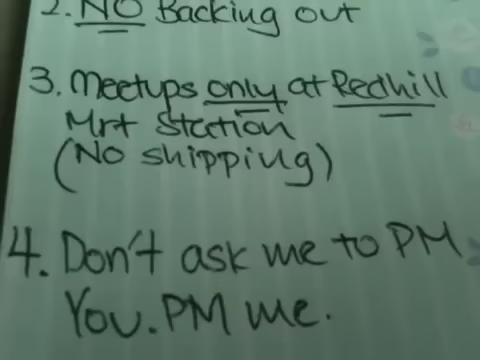 2. NO Backing out
3. Meetups only at Redhill
Mrt Station
(No shipping)
4. Don't ask me to PM
You. PM me.